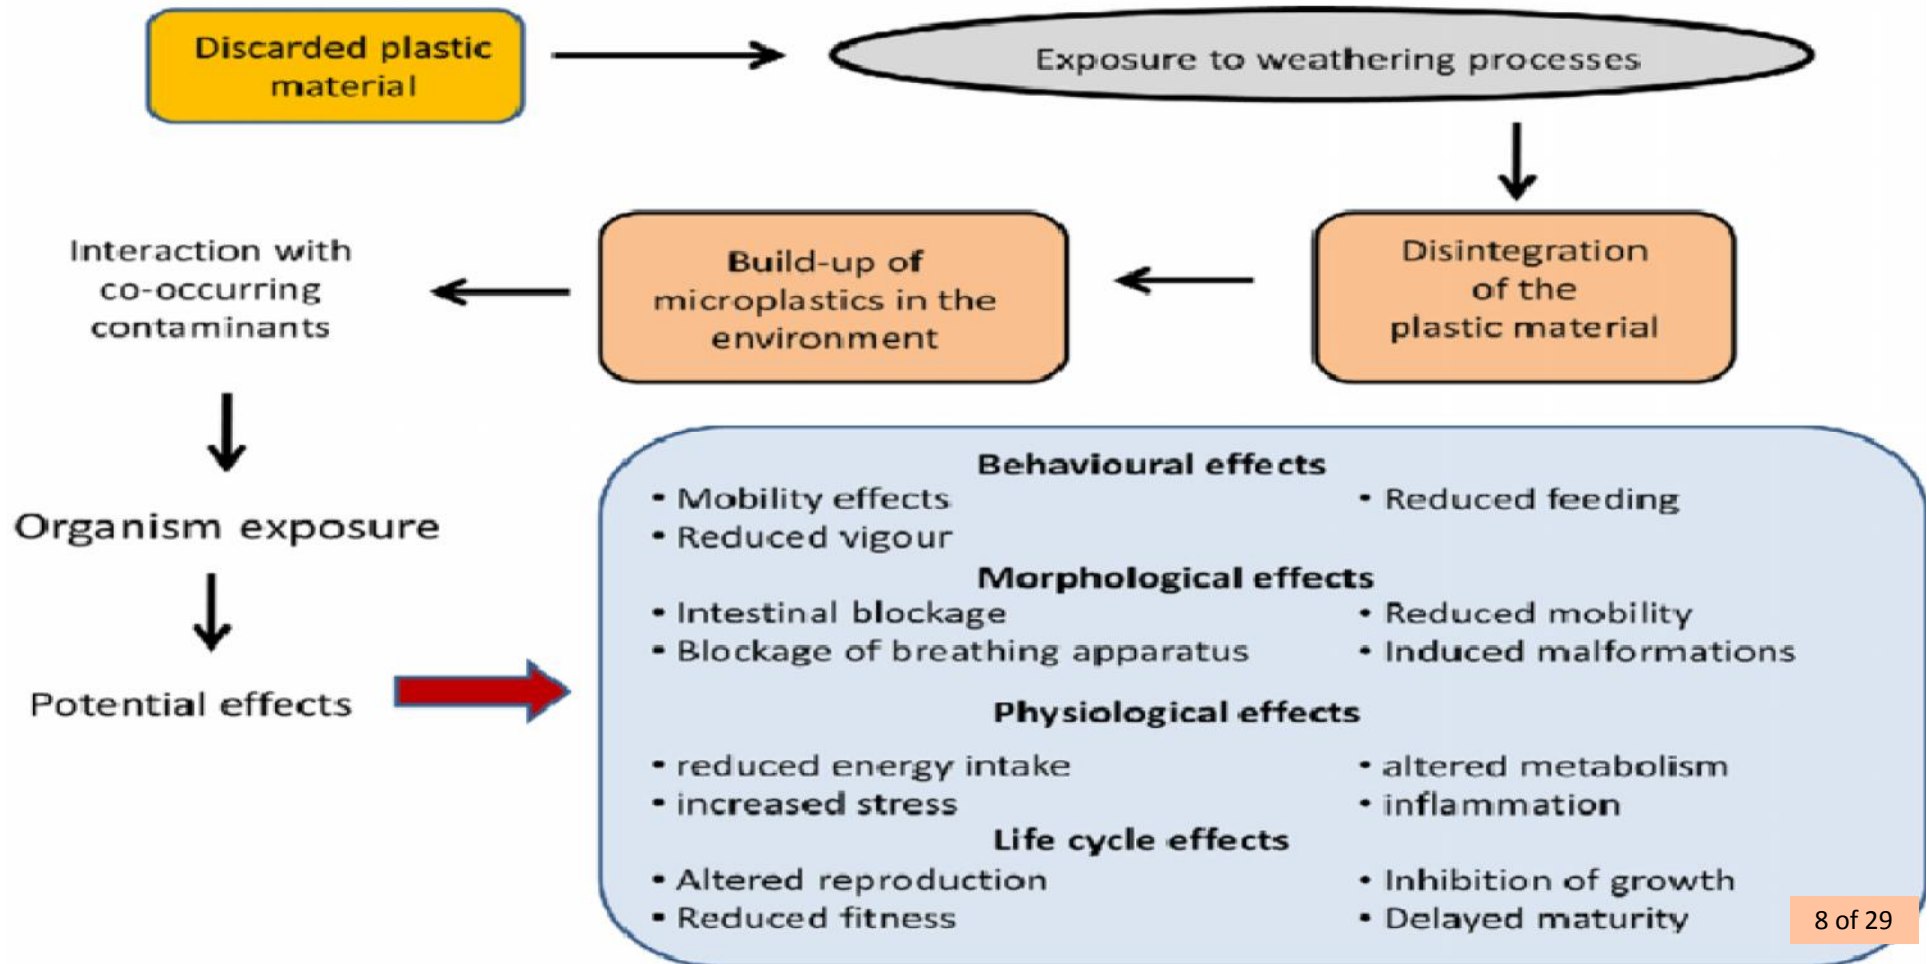 Discarded plastic
material
Exposure to weathering processes
Interaction with
co-occurring
contaminants
Build-up of
microplastics in the
environment
Disintegration
of the
plastic material
Organism exposure
Potential effects
Behavioural effects
• Mobility effects
• Reduced feeding
• Reduced vigour
Morphological effects
• Intestinal blockage
• Reduced mobility
• Blockage of breathing apparatus
• Induced malformations
Physiological effects
• reduced energy intake
• altered metabolism
• increased stress
• inflammation
Life cycle effects
• Altered reproduction
• Inhibition of growth
• Reduced fitness
• Delayed maturity
8 of 29